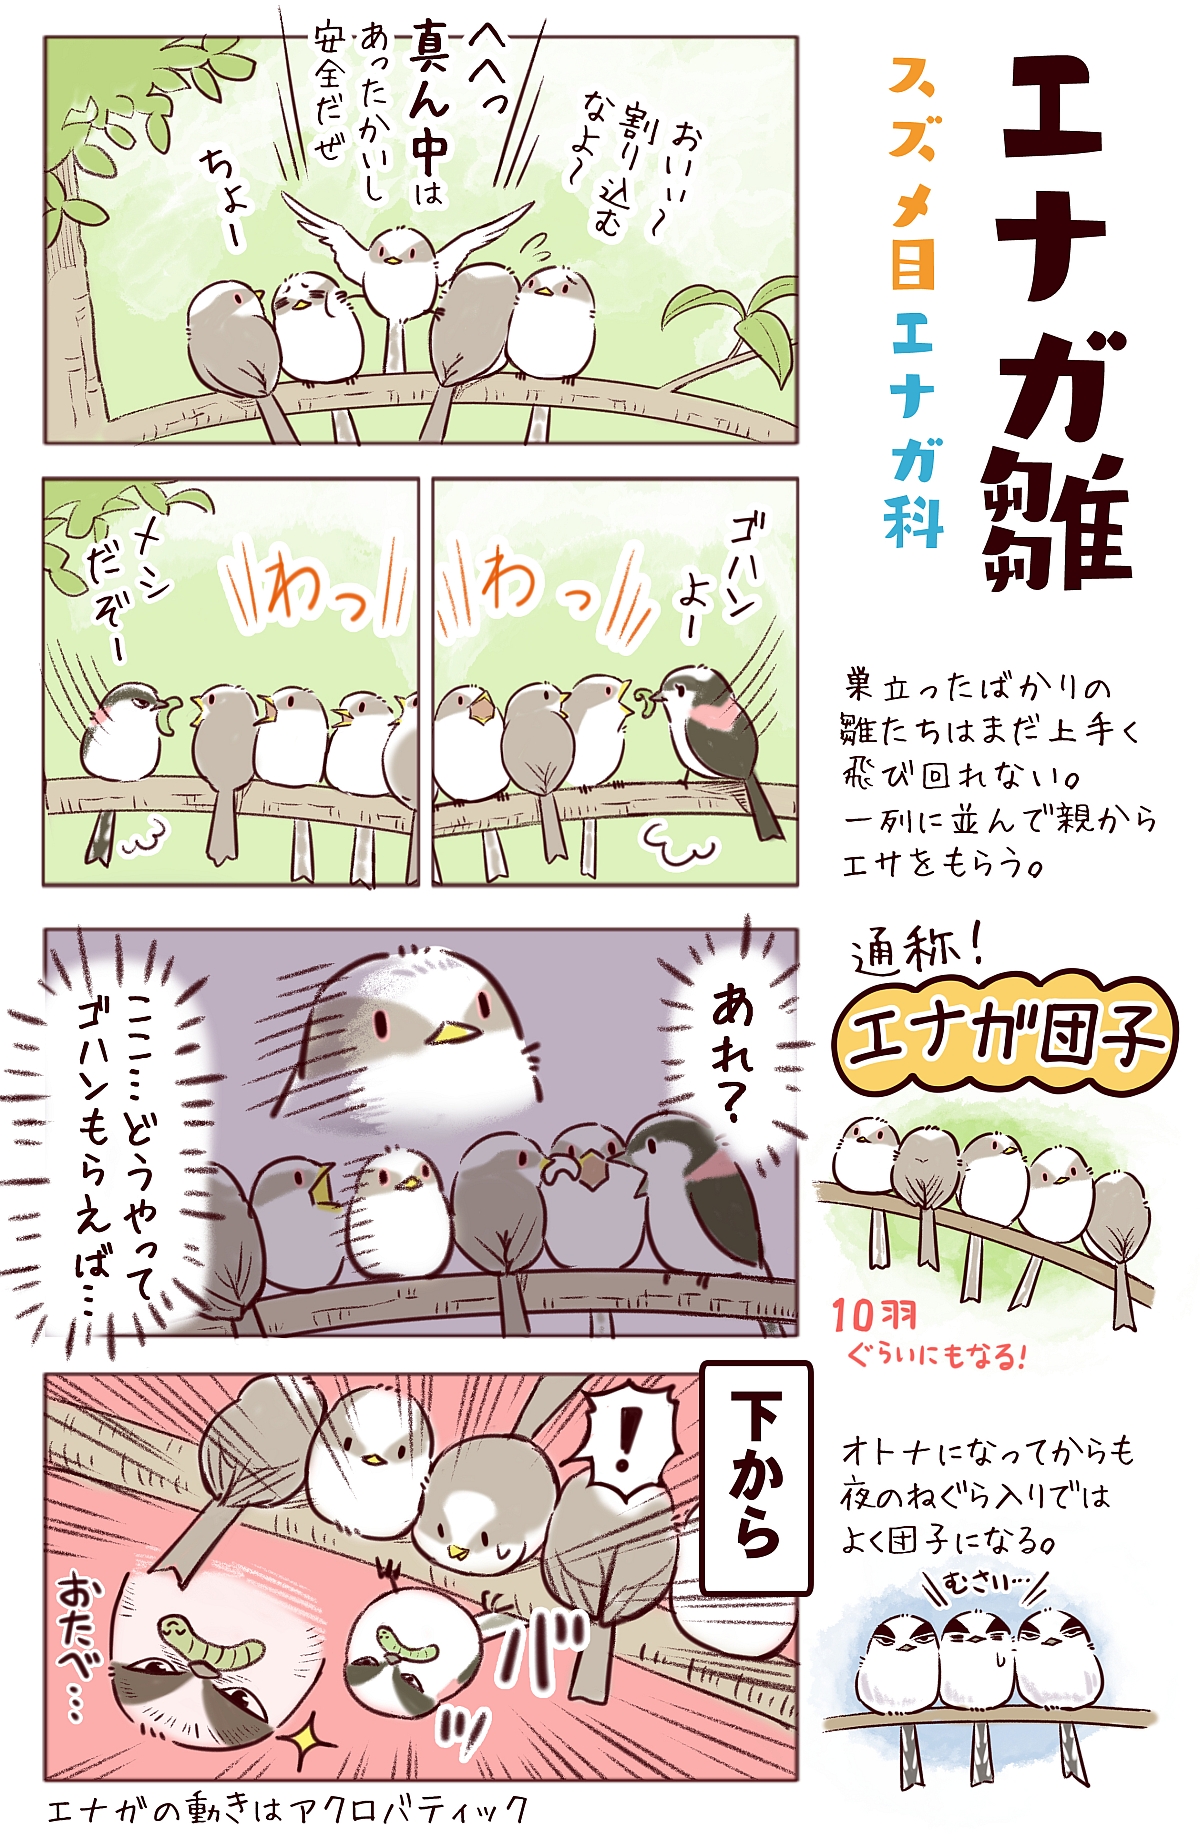 エナガ雛
スズメ目エナガ科
おいい〜
割り込む
なよ〜
へへっ
真ん中は
あったかいし
安全だぜ
ちょー
ゴハン
よー
わっ
わっ
メシ
だぞー
あれ?
ここ…どうやって
ゴハンもらえば…
下から
!
バ
ッ
おたべ…
エナガの動きはアクロバティック
巣立ったばかりの
雛たちはまだ上手く
飛び回れない。
一列に並んで親から
エサをもらう。
通称!
エナガ団子
10羽
ぐらいにもなる!
オトナになってからも
夜のねぐら入りでは
よく団子になる。
むさい…